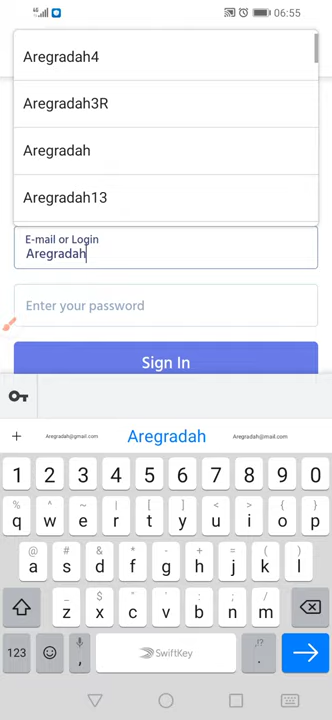 06:55
Aregradah4
Aregradah3R
Aregradah
Aregradah13
E-mail or Login
Aregradah
Enter your password
Sign In
+ Aregradah@gmail.com Aregradah Aregradah@mail.com
1 2 3 4 5 6 7 8 9 0
% ^ ~ | [ ] < > { }
q w e r t y u i o p
@ # & * - + = ( )
a s d f g h j k l
_ $ " ' : ; /
z x c v b n m
123 , SwiftKey ,!? .